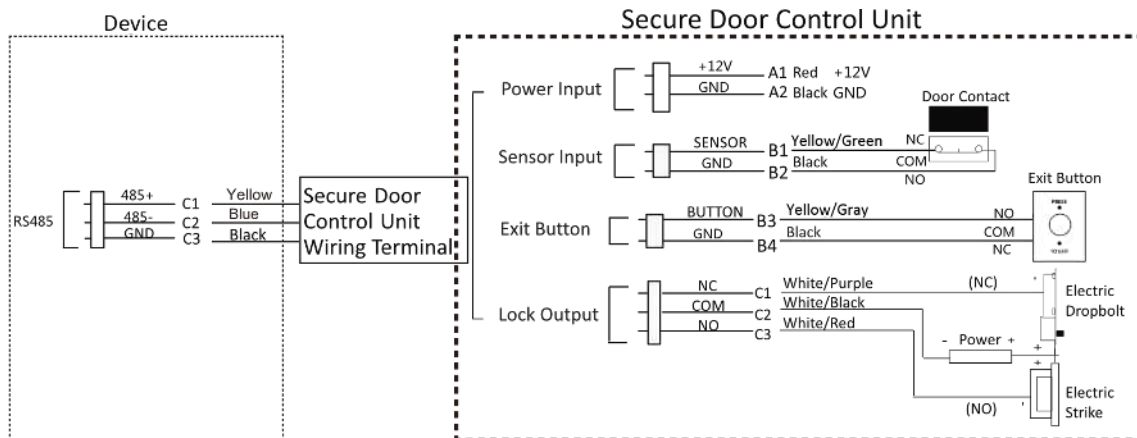 Device
Secure Door Control Unit
RS485
485+ C1 Yellow
485- C2 Blue
GND C3 Black
Secure Door
Control Unit
Wiring Terminal
Power Input
+12V A1 Red +12V
GND A2 Black GND
Door Contact
Sensor Input
SENSOR B1 Yellow/Green NC
GND B2 Black COM
NO
Exit Button
Exit Button
BUTTON B3 Yellow/Gray NO
GND B4 Black COM
NC
PRESS
TO EXIT
Lock Output
NC C1 White/Purple (NC)
COM C2 White/Black
NO C3 White/Red
- Electric
Dropbolt
- Power +
+
+
(NO) - Electric
Strike